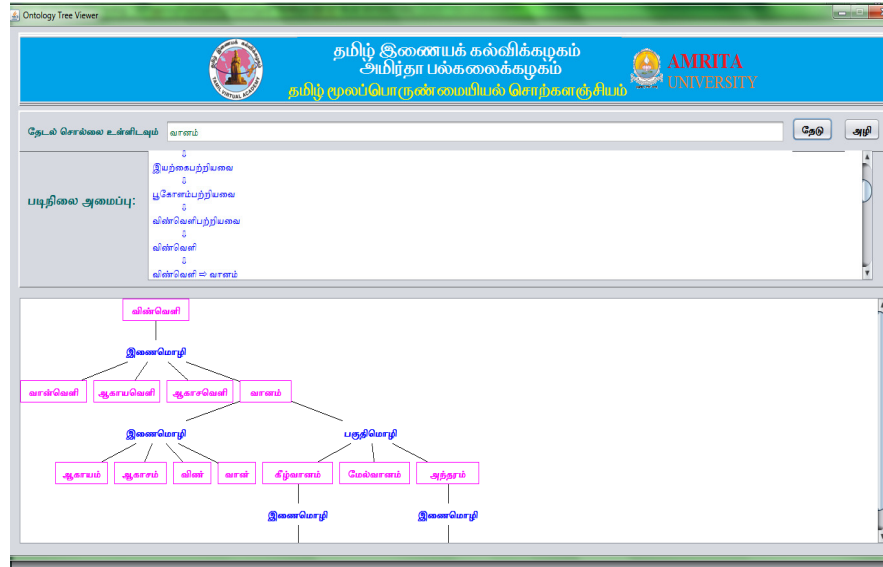 Ontology Tree Viewer
தமிழ் இணையக் கல்விக்கழகம்
அமிர்தா பல்கலைக்கழகம்
தமிழ் மூலப்பொருண்மையியல் சொற்களஞ்சியம்
AMRITA
UNIVERSITY
தேடல் சொல்லை உள்ளிடவும் வானம் தேடு அழி
படிநிலை அமைப்பு:
⇩
இயற்கைபற்றியவை
⇩
பூகோளம்பற்றியவை
⇩
விண்வெளிபற்றியவை
⇩
விண்வெளி
⇩
விண்வெளி ⇨ வானம்
விண்வெளி
இணைமொழி
வான்வெளி ஆகாயவெளி ஆகாசவெளி வானம்
இணைமொழி பகுதிமொழி
ஆகாயம் ஆகாசம் விண் வான் கீழ்வானம் மேல்வானம் அந்தரம்
இணைமொழி இணைமொழி